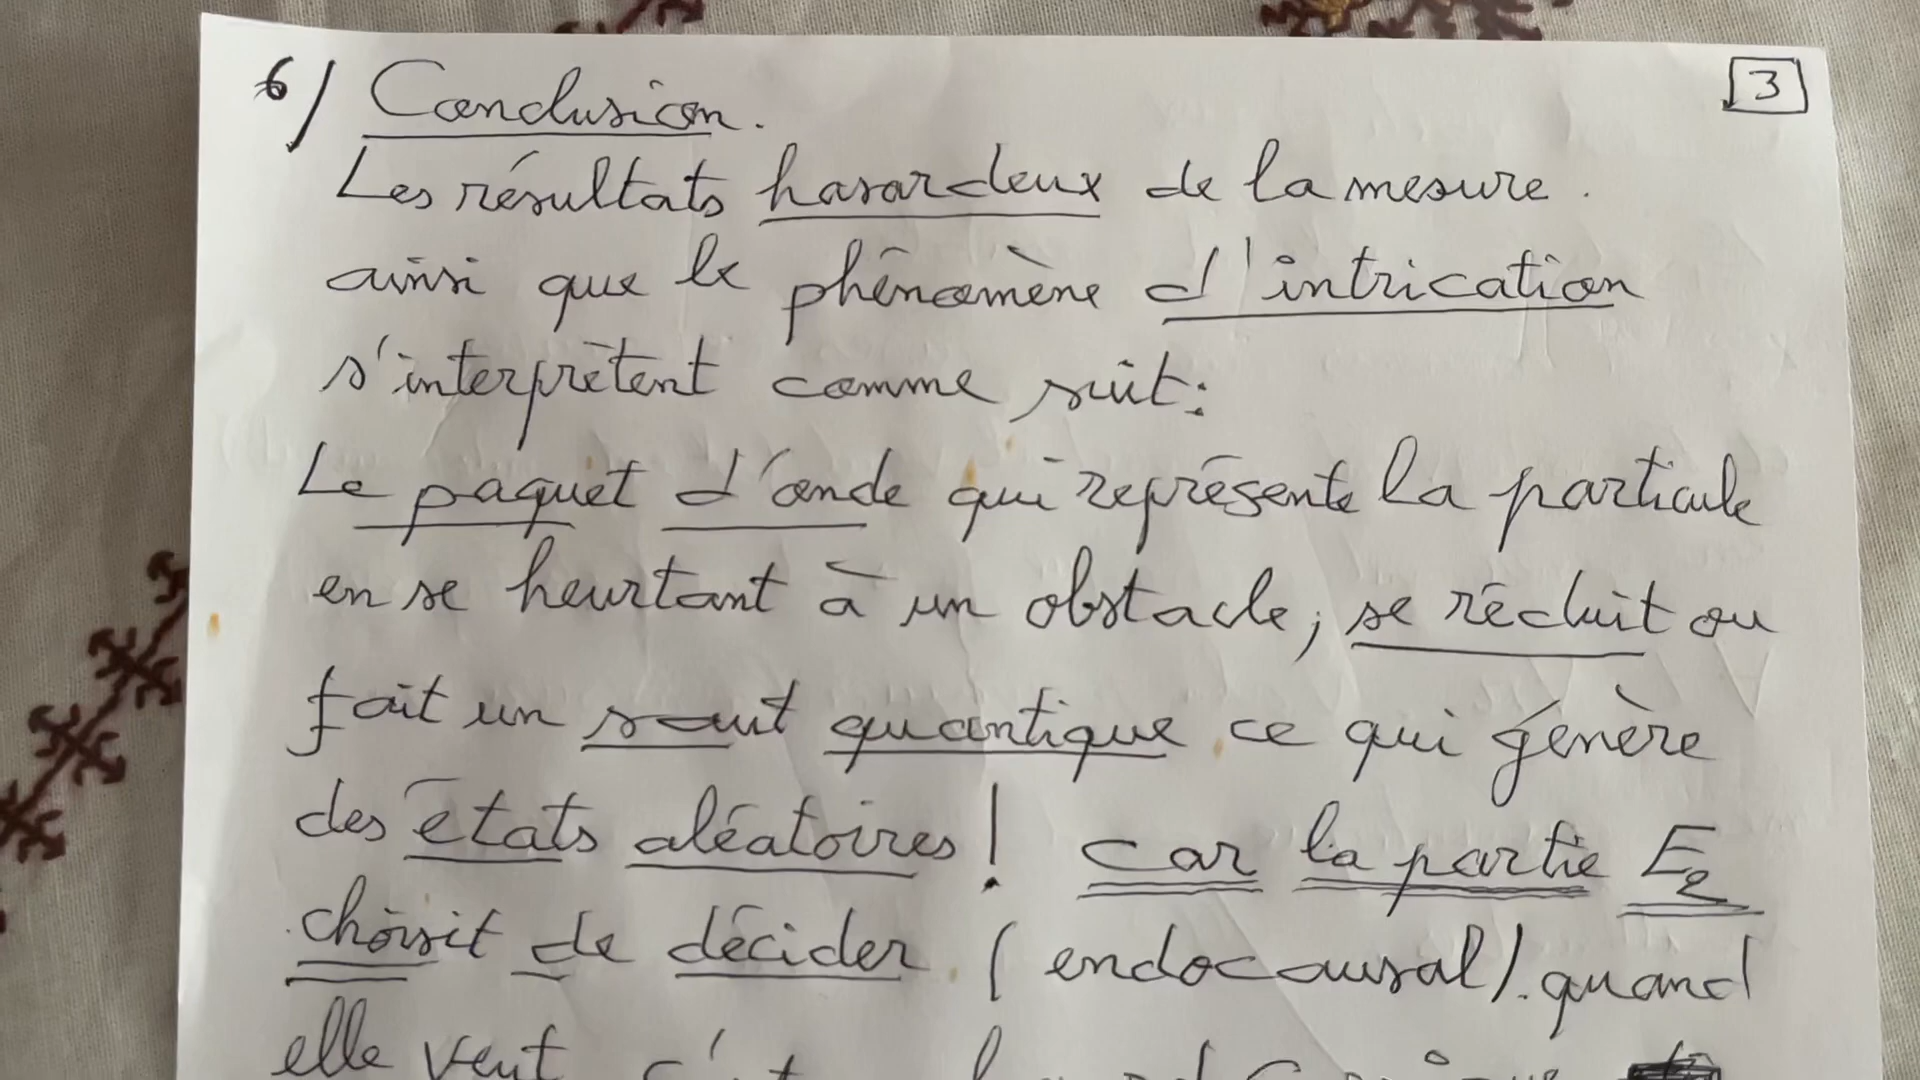 6/ Conclusion.
3
Les résultats hasardeux de la mesure.
ainsi que le phénomène d'intrication
s'interprètent comme suit:
Le paquet d'onde qui représente la particule
en se heurtant à un obstacle, se réduit ou
fait un saut quantique ce qui génère
des états aléatoires! car la partie E2
choisit de décider (endocausal). quand
elle veut